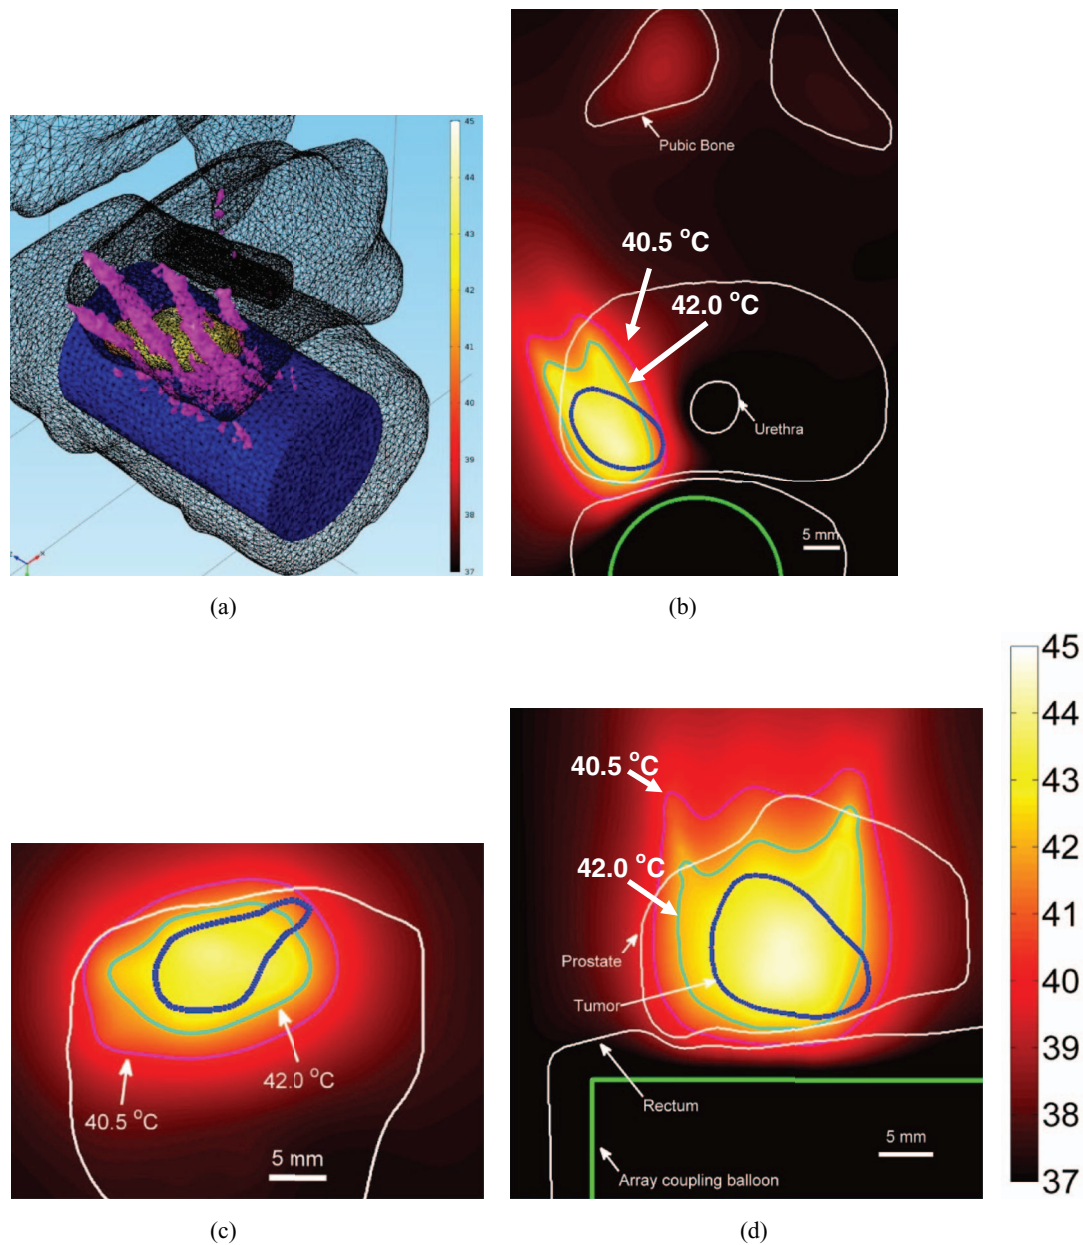 45
44
43
42
41
40
39
38
37
(a)
Pubic Bone
40.5 °C
42.0 °C
Urethra
5 mm
(b)
40.5 °C
42.0 °C
5 mm
(c)
40.5 °C
42.0 °C
Prostate
Tumor
Rectum
5 mm
Array coupling balloon
(d)
45
44
43
42
41
40
39
38
37